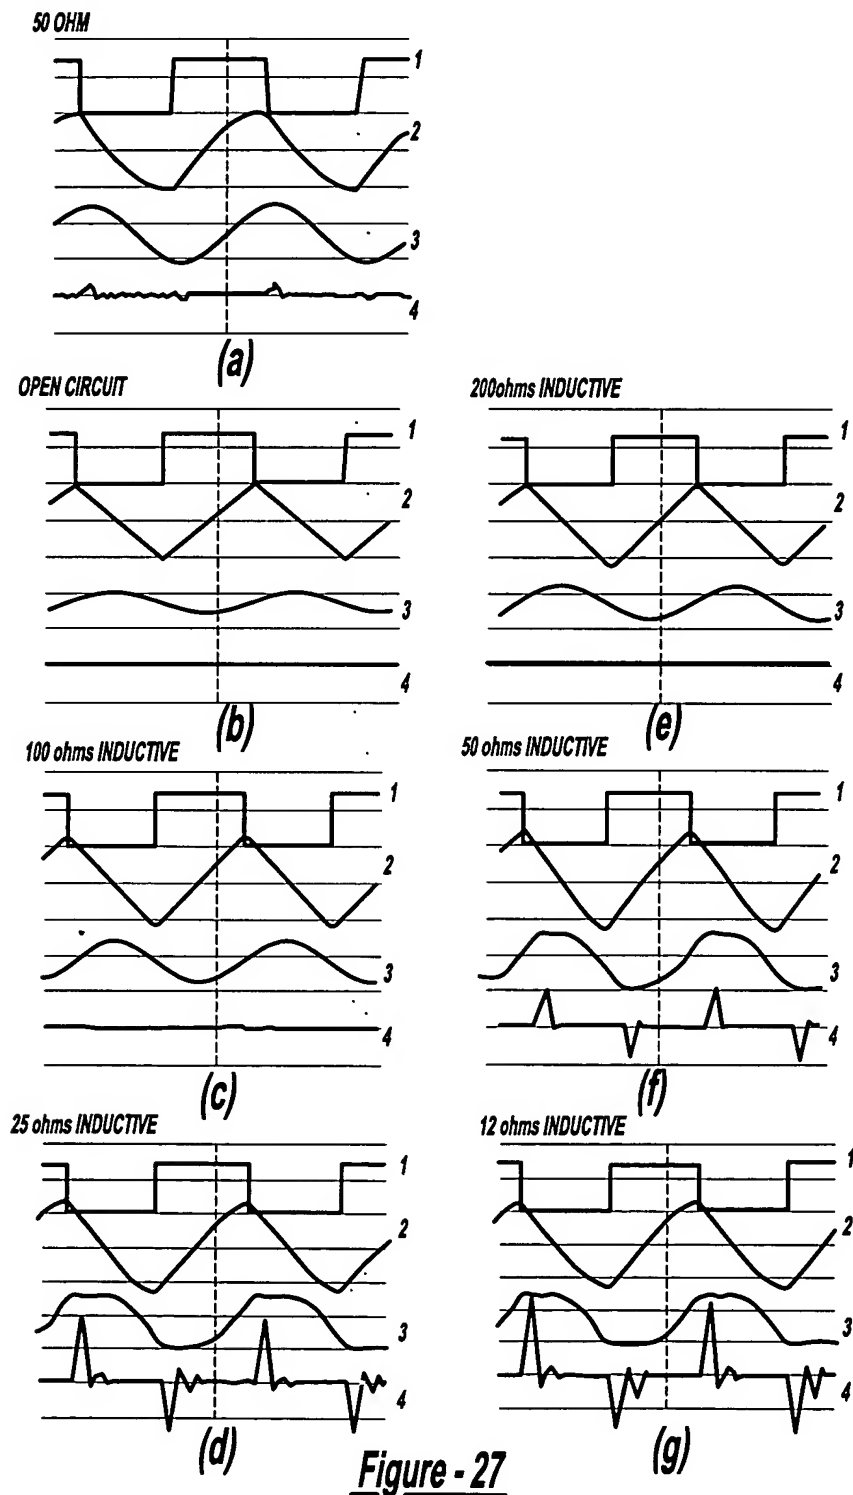 50 OHM
1
2
3
4
(a)
OPEN CIRCUIT
1
2
3
4
(b)
200ohms INDUCTIVE
1
2
3
4
(e)
100 ohms INDUCTIVE
1
2
3
4
(c)
50 ohms INDUCTIVE
1
2
3
4
(f)
25 ohms INDUCTIVE
1
2
3
4
(d)
12 ohms INDUCTIVE
1
2
3
4
(g)
Figure - 27